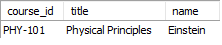 course_id title name
PHY-101 Physical Principles Einstein